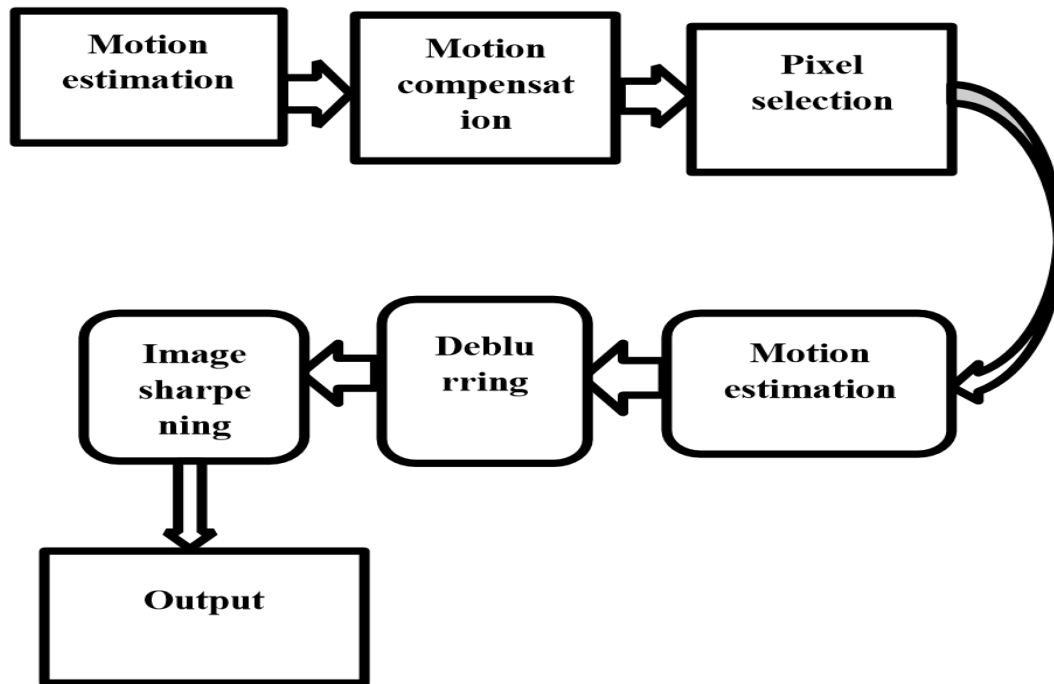 Motion
estimation
Motion
compensat
ion
Pixel
selection
Motion
estimation
Deblu
rring
Image
sharpe
ning
Output